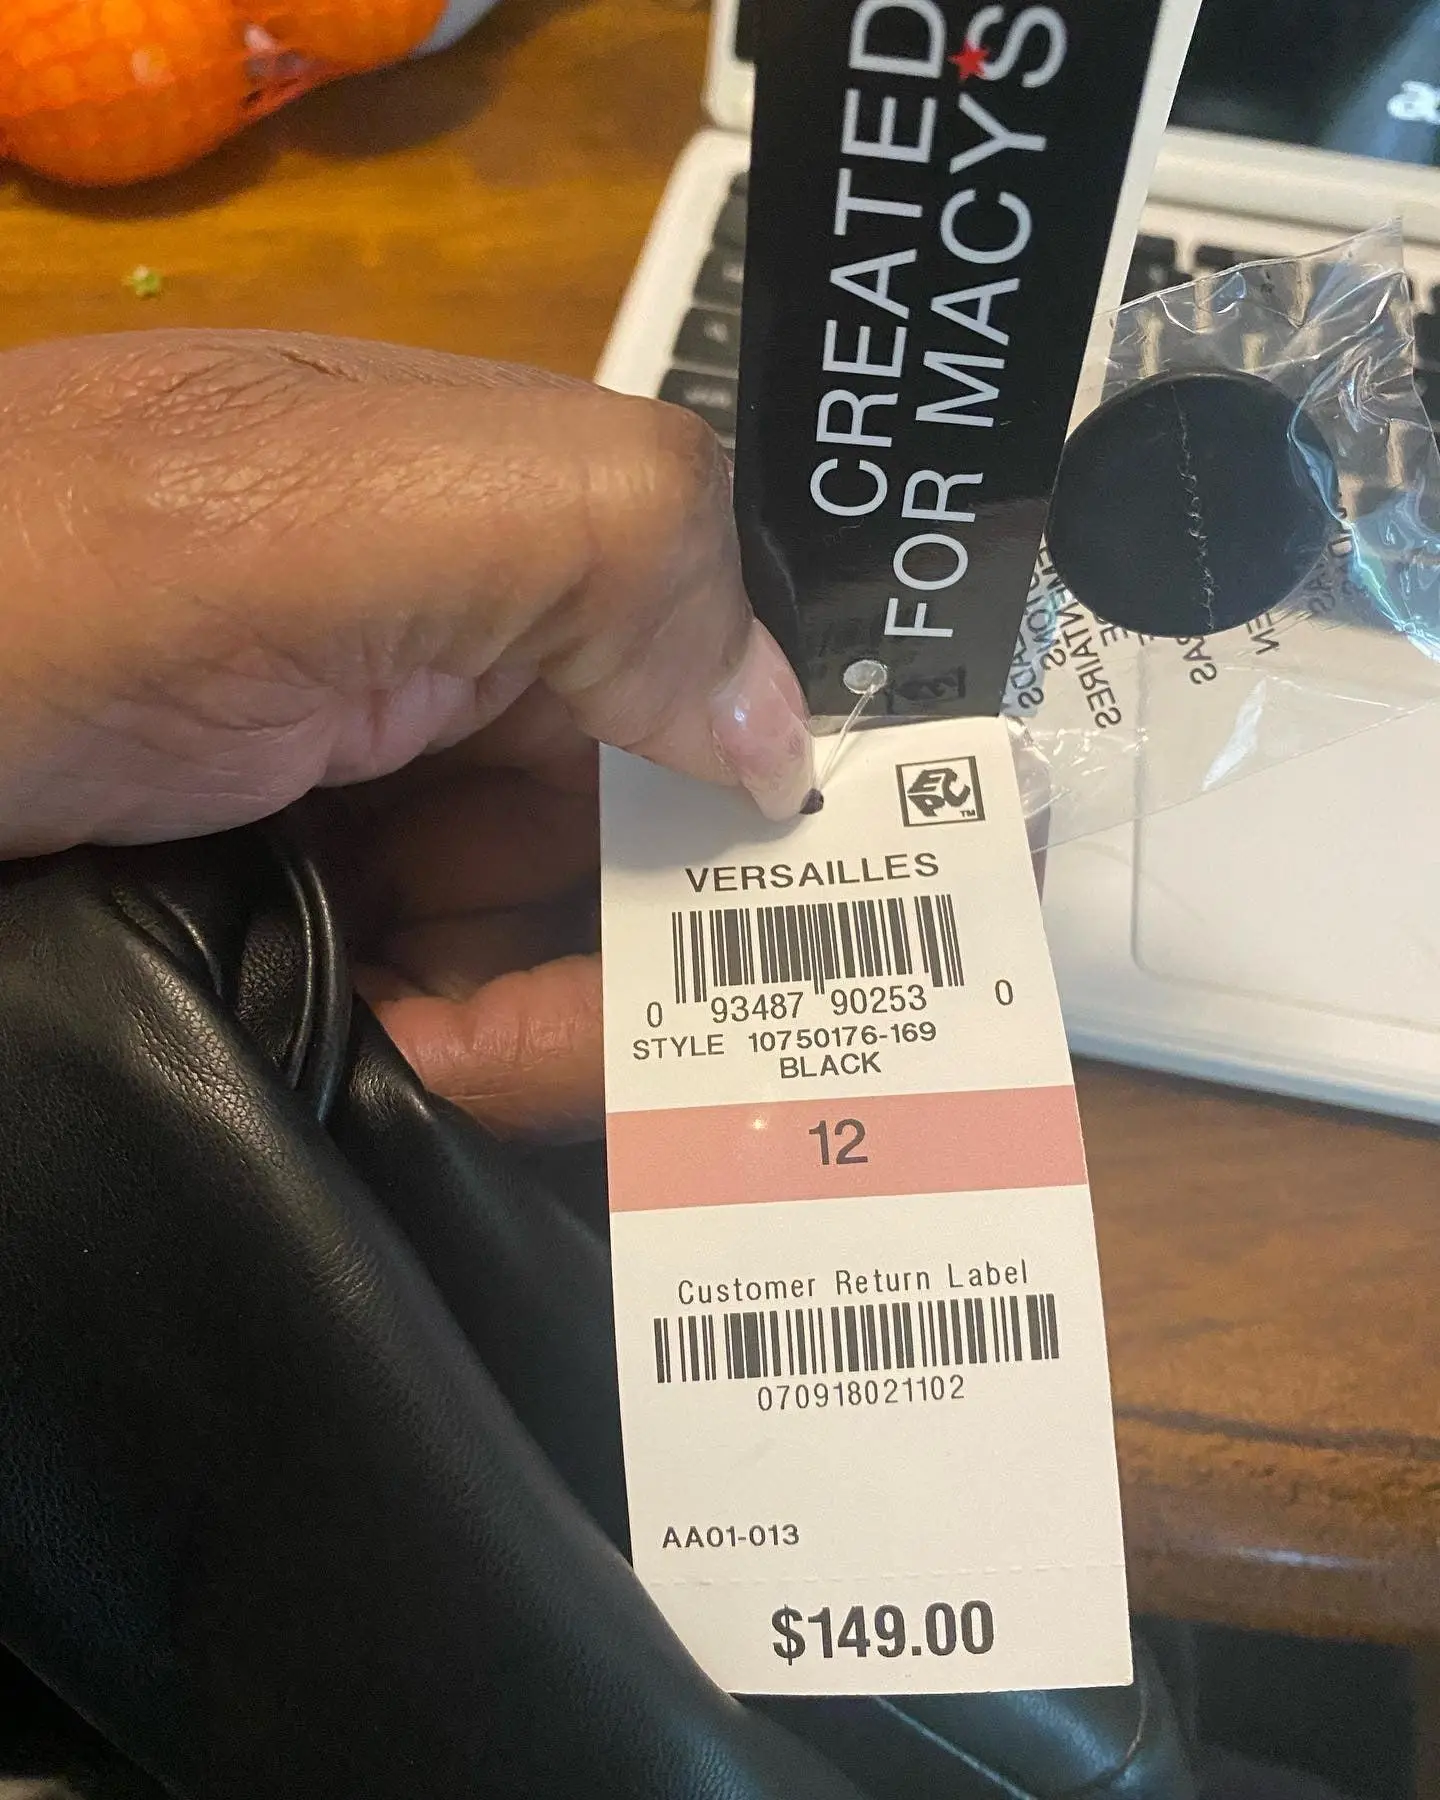 CREATED
FOR MACY★S
EPC™
VERSAILLES
0 93487 90253 0
STYLE 10750176-169
BLACK
12
Customer Return Label
070918021102
AA01-013
$149.00